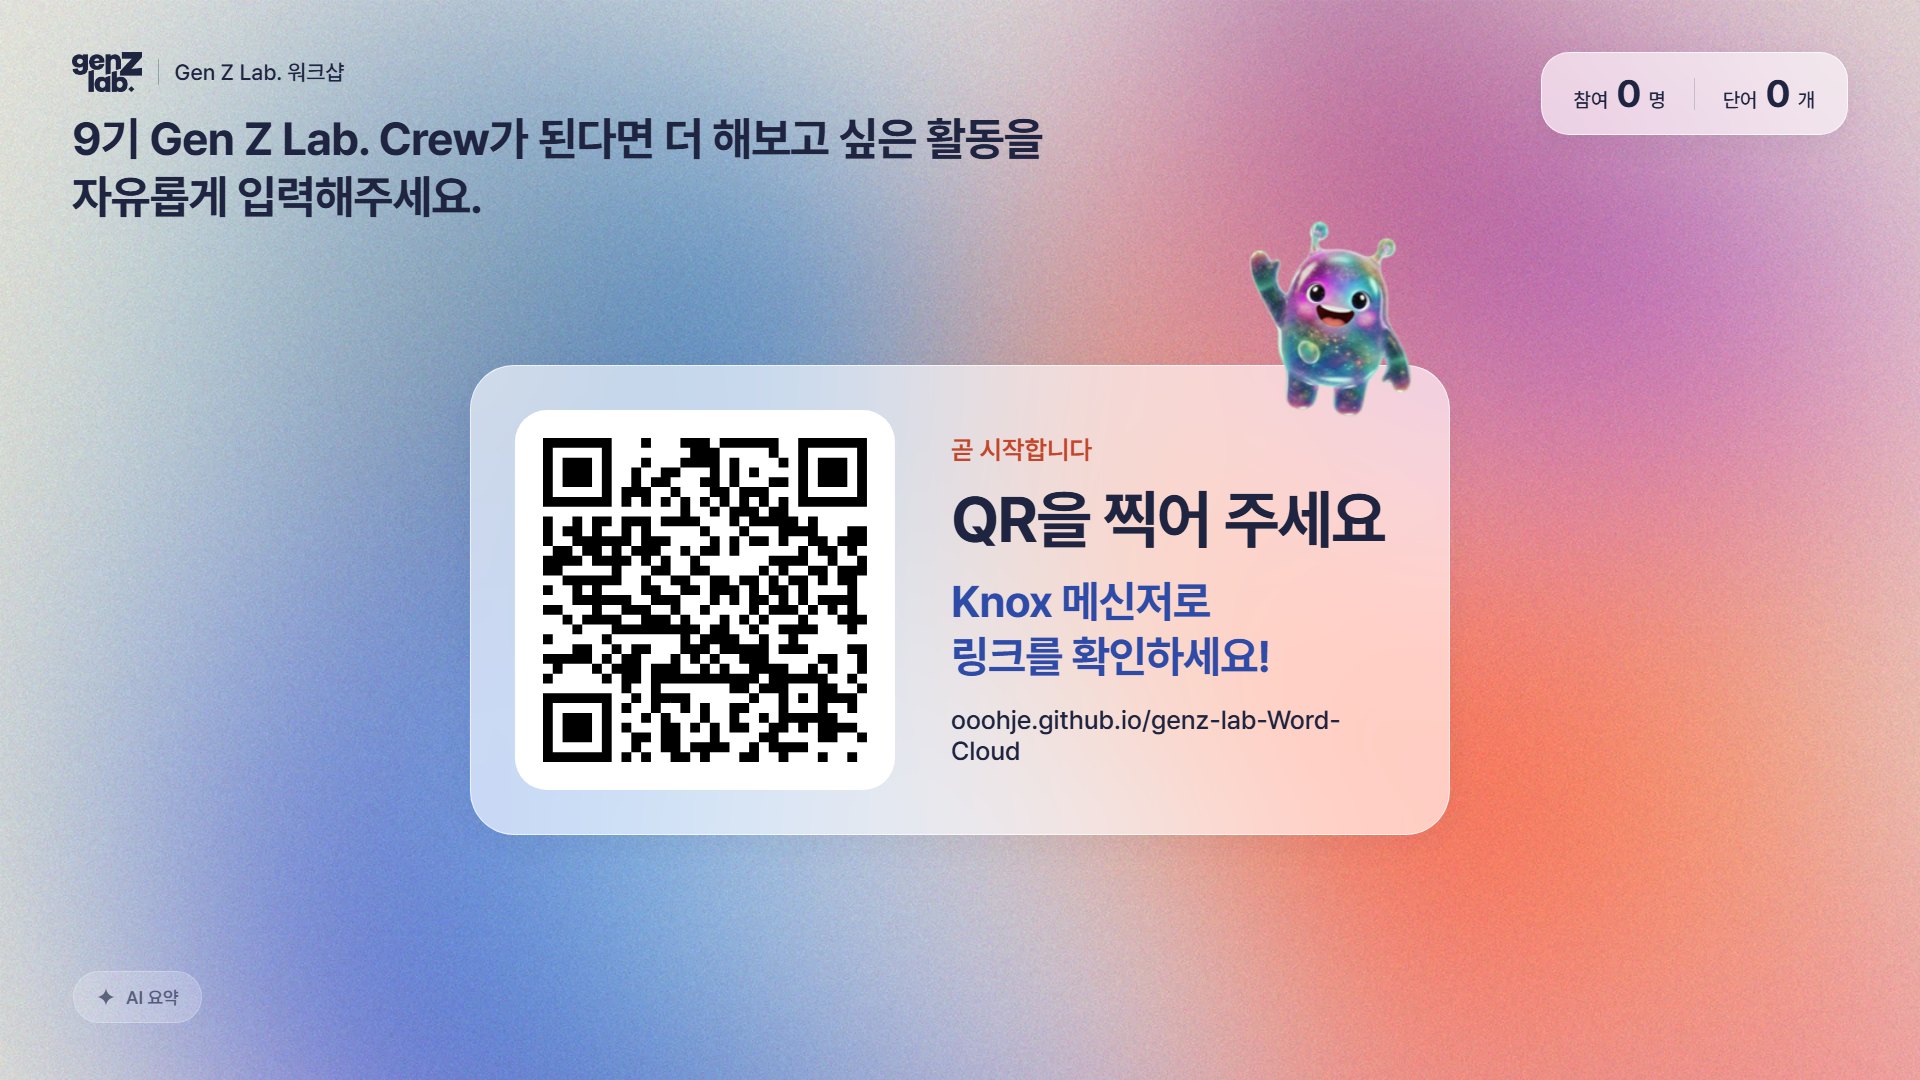 genZ
lab.
Gen Z Lab. 워크샵
참여 0 명
단어 0 개
9기 Gen Z Lab. Crew가 된다면 더 해보고 싶은 활동을
자유롭게 입력해주세요.
곧 시작합니다
QR을 찍어 주세요
Knox 메신저로
링크를 확인하세요!
ooohje.github.io/genz-lab-Word-
Cloud
AI 요약